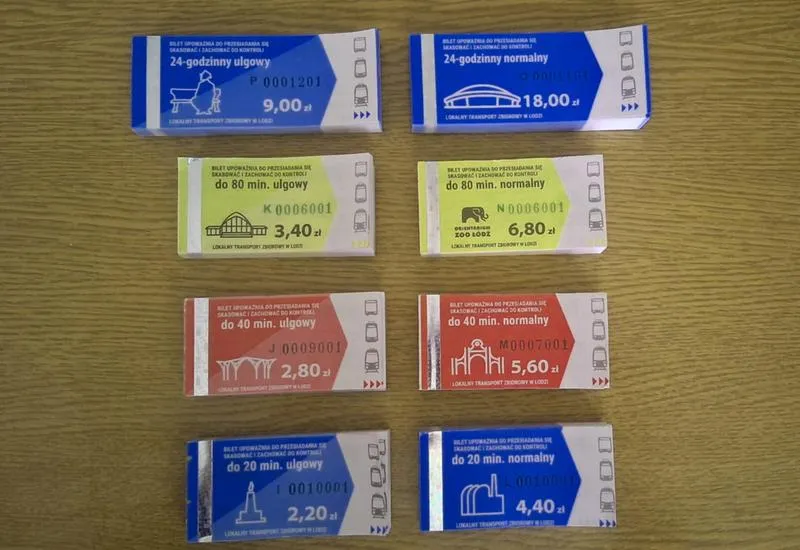 BILET UPOWAŻNIA DO PRZESIADANIA SIĘ
SKASOWAĆ I ZACHOWAĆ DO KONTROLI
24-godzinny ulgowy
P 0001201
9,00 zł
LOKALNY TRANSPORT ZBIOROWY W ŁODZI
BILET UPOWAŻNIA DO PRZESIADANIA SIĘ
SKASOWAĆ I ZACHOWAĆ DO KONTROLI
24-godzinny normalny
18,00 zł
LOKALNY TRANSPORT ZBIOROWY W ŁODZI
BILET UPOWAŻNIA DO PRZESIADANIA SIĘ
SKASOWAĆ I ZACHOWAĆ DO KONTROLI
do 80 min. ulgowy
K 0006001
3,40 zł
LOKALNY TRANSPORT ZBIOROWY W ŁODZI
BILET UPOWAŻNIA DO PRZESIADANIA SIĘ
SKASOWAĆ I ZACHOWAĆ DO KONTROLI
do 80 min. normalny
N 0006001
ORIENTARIUM
ZOO ŁÓDŹ
6,80 zł
LOKALNY TRANSPORT ZBIOROWY W ŁODZI
BILET UPOWAŻNIA DO PRZESIADANIA SIĘ
SKASOWAĆ I ZACHOWAĆ DO KONTROLI
do 40 min. ulgowy
J 0009001
2,80 zł
LOKALNY TRANSPORT ZBIOROWY W ŁODZI
BILET UPOWAŻNIA DO PRZESIADANIA SIĘ
SKASOWAĆ I ZACHOWAĆ DO KONTROLI
do 40 min. normalny
M 0007001
5,60 zł
LOKALNY TRANSPORT ZBIOROWY W ŁODZI
BILET UPOWAŻNIA DO PRZESIADANIA SIĘ
SKASOWAĆ I ZACHOWAĆ DO KONTROLI
do 20 min. ulgowy
I 0010001
2,20 zł
LOKALNY TRANSPORT ZBIOROWY W ŁODZI
BILET UPOWAŻNIA DO PRZESIADANIA SIĘ
SKASOWAĆ I ZACHOWAĆ DO KONTROLI
do 20 min. normalny
4,40 zł
LOKALNY TRANSPORT ZBIOROWY W ŁODZI